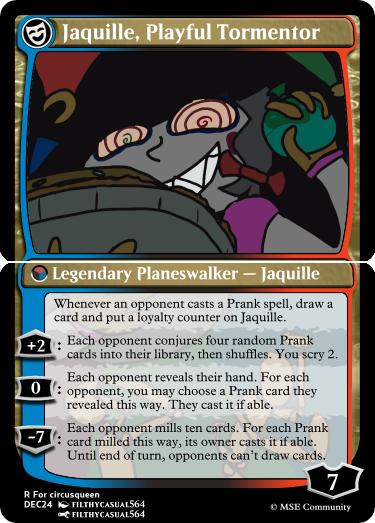 Jaquille, Playful Tormentor
Legendary Planeswalker — Jaquille
Whenever an opponent casts a Prank spell, draw a
card and put a loyalty counter on Jaquille.
+2: Each opponent conjures four random Prank
cards into their library, then shuffles. You scry 2.
0: Each opponent reveals their hand. For each
opponent, you may choose a Prank card they
revealed this way. They cast it if able.
-7: Each opponent mills ten cards. For each Prank
card milled this way, its owner casts it if able.
Until end of turn, opponents can't draw cards.
7
R For circusqueen
DEC24 FILTHYCASUAL564
FILTHYCASUAL564
© MSE Community